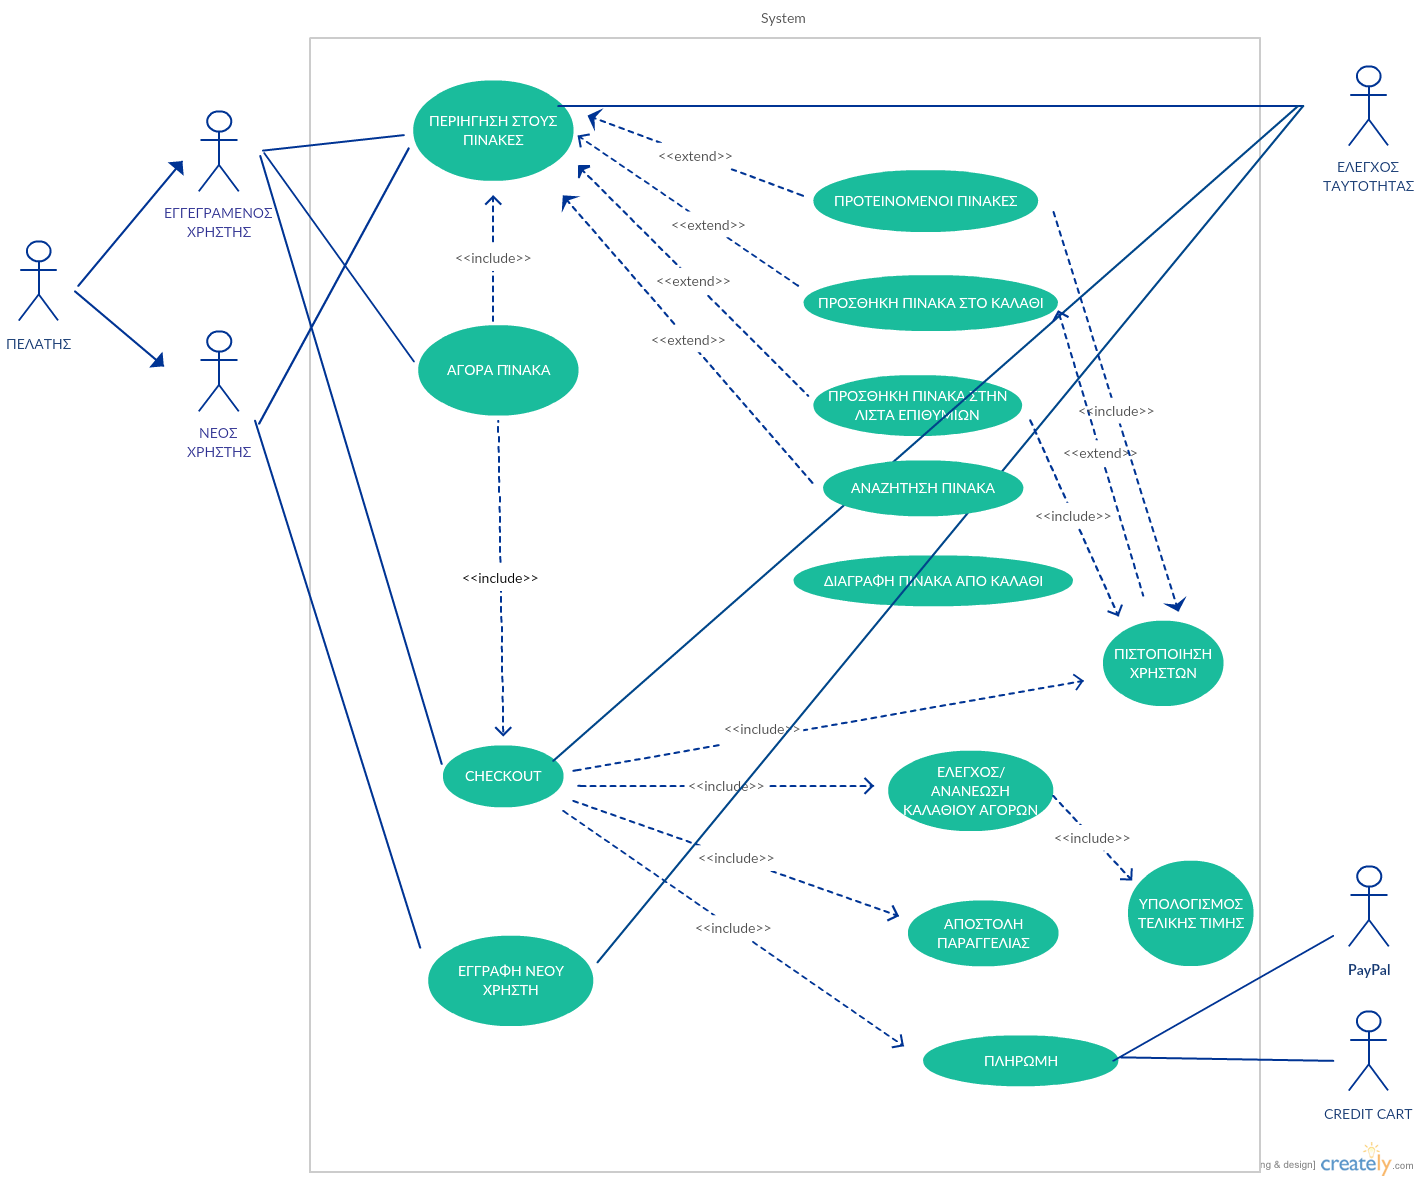 System
ΠΕΡΙΗΓΗΣΗ ΣΤΟΥΣ
ΠΙΝΑΚΕΣ
<<extend>>
ΕΛΕΓΧΟΣ
ΤΑΥΤΟΤΗΤΑΣ
ΠΡΟΤΕΙΝΟΜΕΝΟΙ ΠΙΝΑΚΕΣ
ΕΓΓΕΓΡΑΜΕΝΟΣ
ΧΡΗΣΤΗΣ
<<extend>>
<<include>>
<<extend>>
ΠΡΟΣΘΗΚΗ ΠΙΝΑΚΑ ΣΤΟ ΚΑΛΑΘΙ
ΠΕΛΑΤΗΣ
<<extend>>
ΑΓΟΡΑ ΠΙΝΑΚΑ
ΠΡΟΣΘΗΚΗ ΠΙΝΑΚΑ ΣΤΗΝ
ΛΙΣΤΑ ΕΠΙΘΥΜΙΩΝ
<<include>>
ΝΕΟΣ
ΧΡΗΣΤΗΣ
<<extend>>
ΑΝΑΖΗΤΗΣΗ ΠΙΝΑΚΑ
<<include>>
<<include>>
ΔΙΑΓΡΑΦΗ ΠΙΝΑΚΑ ΑΠΟ ΚΑΛΑΘΙ
ΠΙΣΤΟΠΟΙΗΣΗ
ΧΡΗΣΤΩΝ
<<include>>
CHECKOUT
<<include>>
ΕΛΕΓΧΟΣ/
ΑΝΑΝΕΩΣΗ
ΚΑΛΑΘΙΟΥ ΑΓΟΡΩΝ
<<include>>
<<include>>
ΥΠΟΛΟΓΙΣΜΟΣ
ΤΕΛΙΚΗΣ ΤΙΜΗΣ
<<include>>
ΑΠΟΣΤΟΛΗ
ΠΑΡΑΓΓΕΛΙΑΣ
ΕΓΓΡΑΦΗ ΝΕΟΥ
ΧΡΗΣΤΗ
PayPal
ΠΛΗΡΩΜΗ
CREDIT CART
ng & design]
creately.com